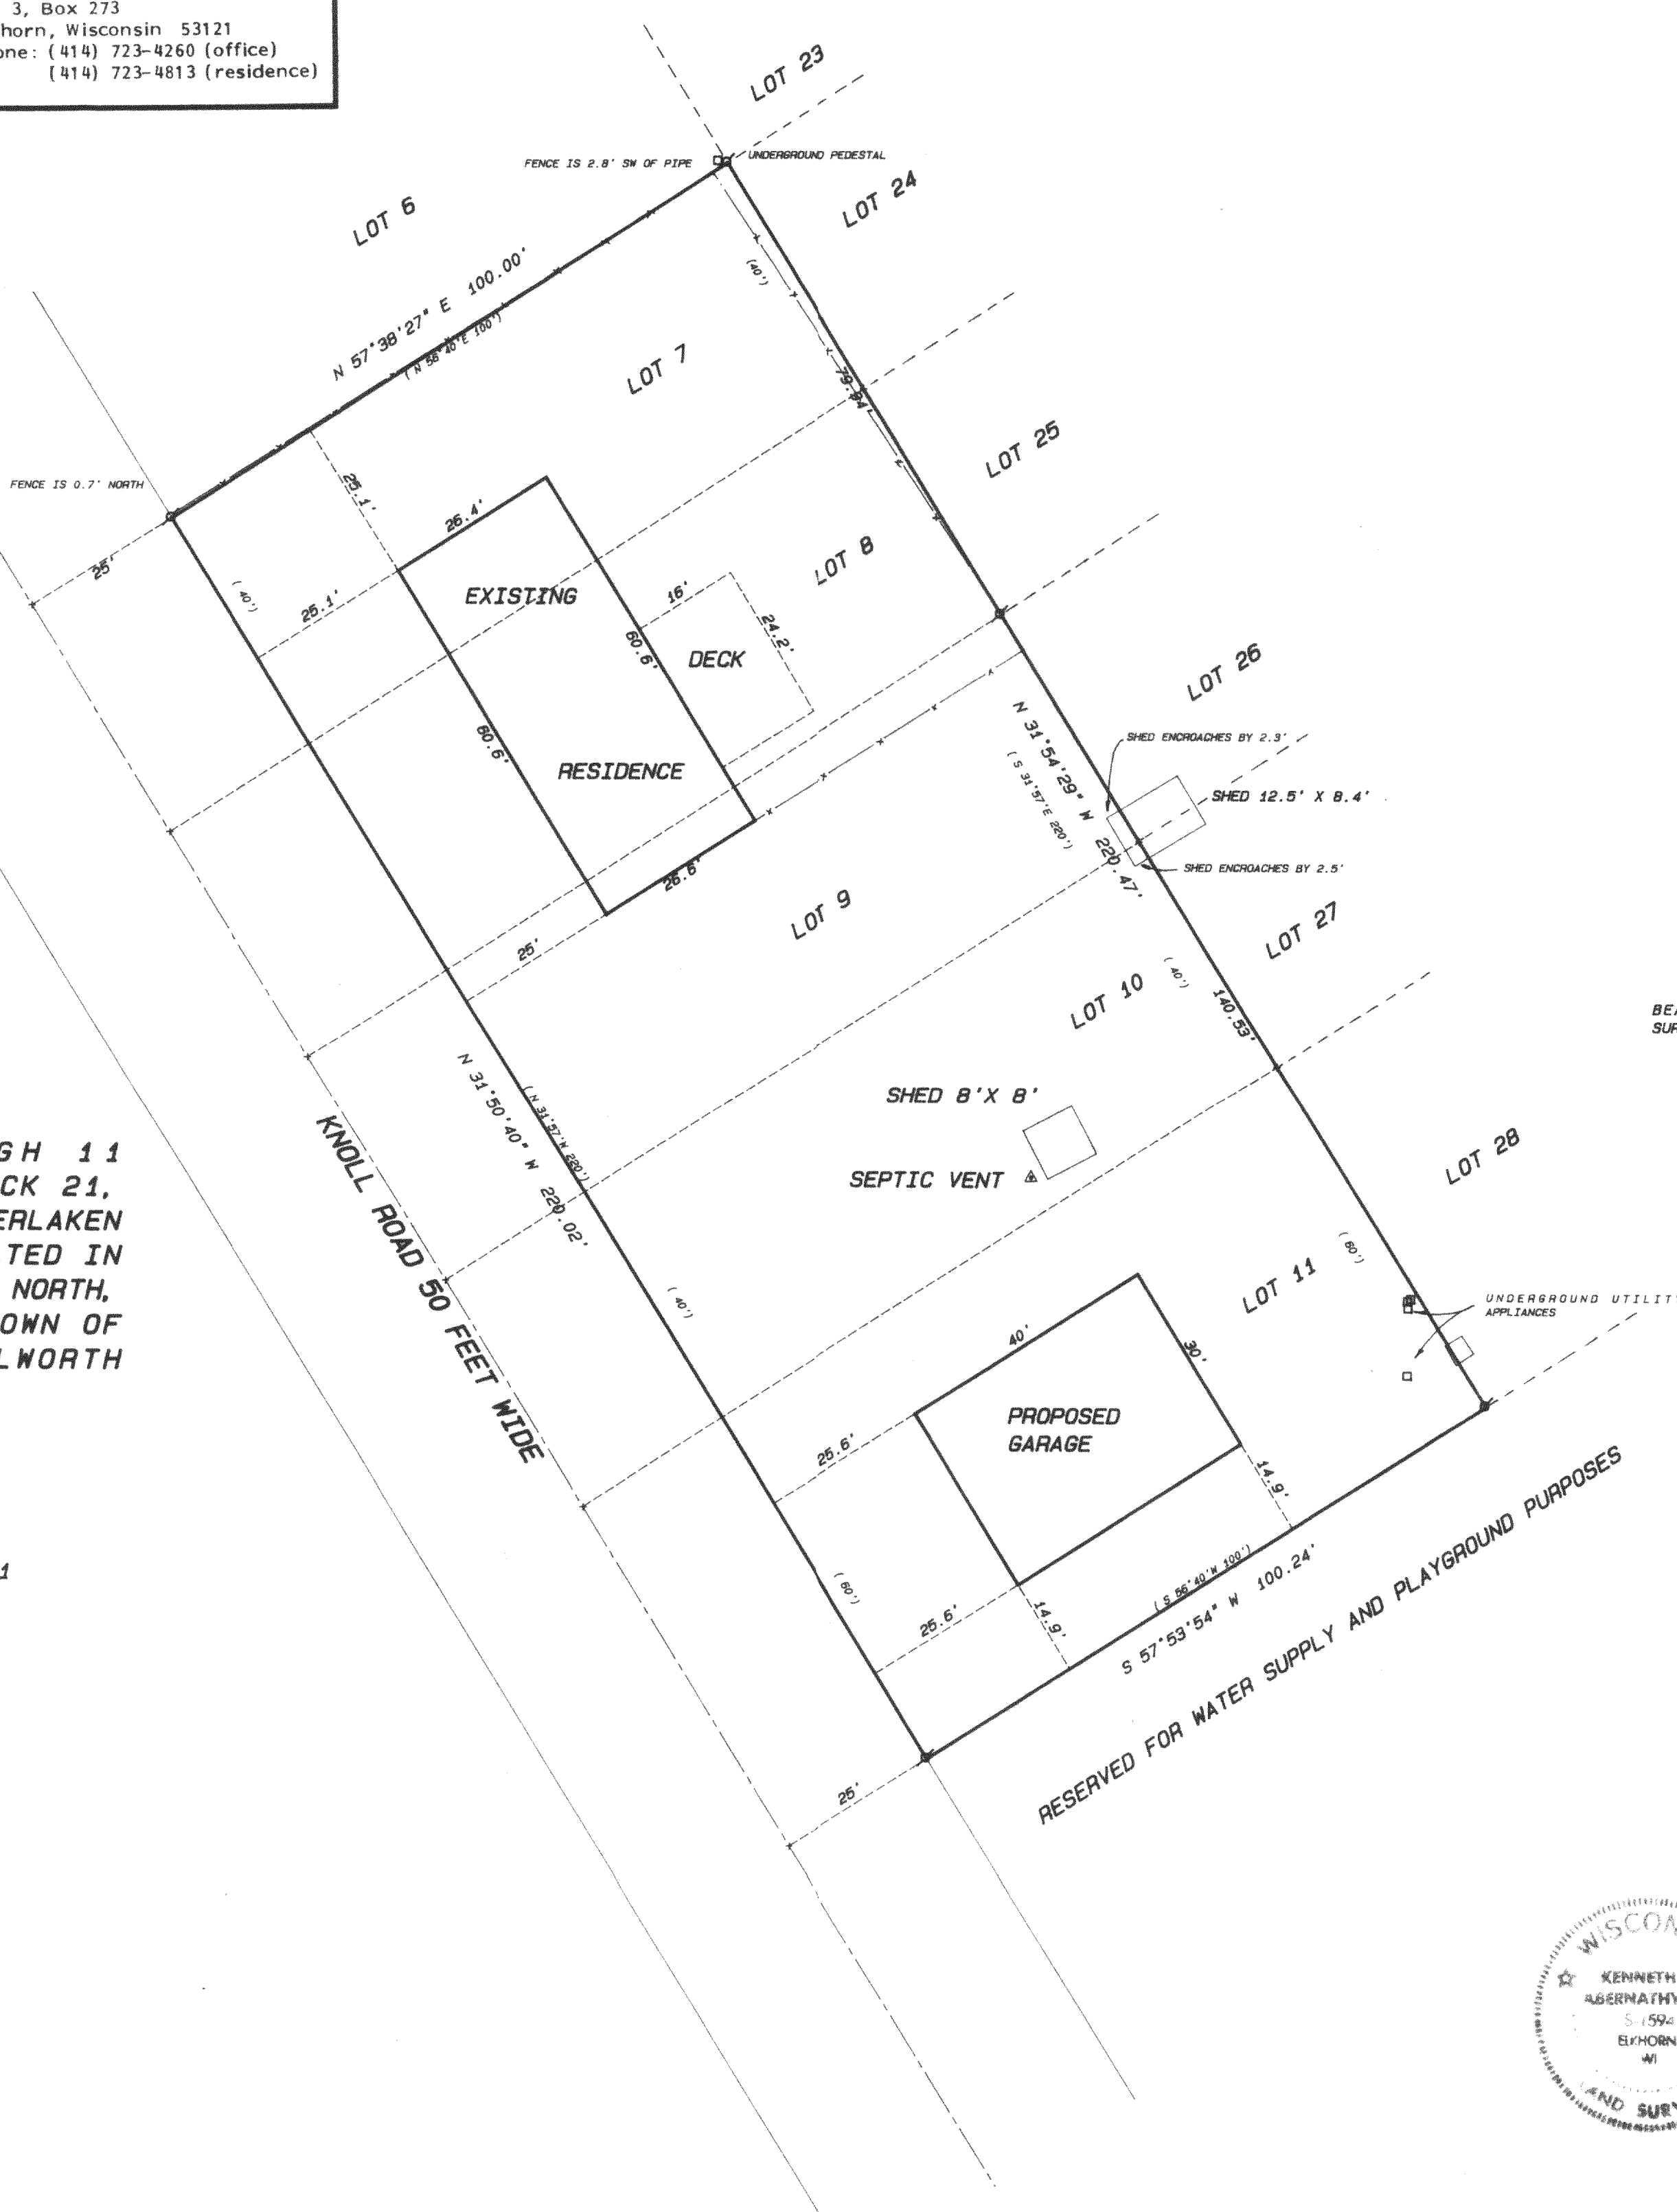 3, Box 273
horn, Wisconsin 53121
one: (414) 723-4260 (office)
(414) 723-4813 (residence)
LOT 23
FENCE IS 2.8' SW OF PIPE
UNDERGROUND PEDESTAL
LOT 24
LOT 6
N 57°38'27" E 100.00'
( N 56°40'E 100')
(40')
LOT 7
79.94'
LOT 25
FENCE IS 0.7' NORTH
25.1'
26.4'
25'
( 40')
25.1'
EXISTING
LOT 8
16'
24.2'
60.6'
DECK
LOT 26
60.6'
RESIDENCE
N 31°54'29" W 220.47'
( S 31°57'E 220')
SHED ENCROACHES BY 2.3'
SHED 12.5' X 8.4'
SHED ENCROACHES BY 2.5'
26.6'
LOT 9
25'
LOT 27
LOT 10
( 40')
140.53'
BEA
SUR
N 31°50'40" W 220.02'
( N 31°57'W 220')
SHED 8'X 8'
SEPTIC VENT
LOT 28
GH 11
CK 21,
ERLAKEN
TED IN
NORTH,
OWN OF
LWORTH
KNOLL ROAD 50 FEET WIDE
( 40')
( 60')
LOT 11
UNDERGROUND UTILIT
APPLIANCES
40'
30'
PROPOSED
GARAGE
25.6'
14.9'
1
( 60')
25.6'
14.9'
( S 56°40'W 100')
S 57°53'54" W 100.24'
RESERVED FOR WATER SUPPLY AND PLAYGROUND PURPOSES
25'
WISCON
KENNETH
ABERNATHY
S-1594
ELKHORN
WI
LAND SURV